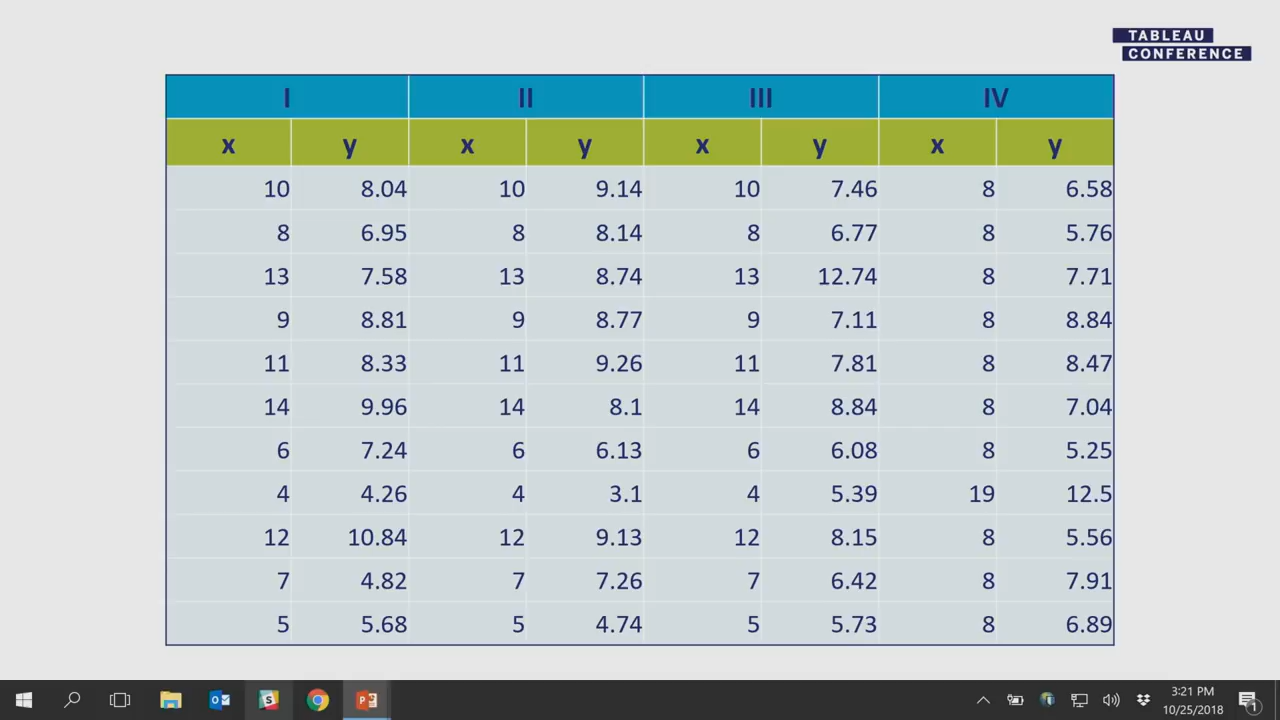 TABLEAU
CONFERENCE
I II III IV
x y x y x y x y
10 8.04 10 9.14 10 7.46 8 6.58
8 6.95 8 8.14 8 6.77 8 5.76
13 7.58 13 8.74 13 12.74 8 7.71
9 8.81 9 8.77 9 7.11 8 8.84
11 8.33 11 9.26 11 7.81 8 8.47
14 9.96 14 8.1 14 8.84 8 7.04
6 7.24 6 6.13 6 6.08 8 5.25
4 4.26 4 3.1 4 5.39 19 12.5
12 10.84 12 9.13 12 8.15 8 5.56
7 4.82 7 7.26 7 6.42 8 7.91
5 5.68 5 4.74 5 5.73 8 6.89
3:21 PM
10/25/2018
1